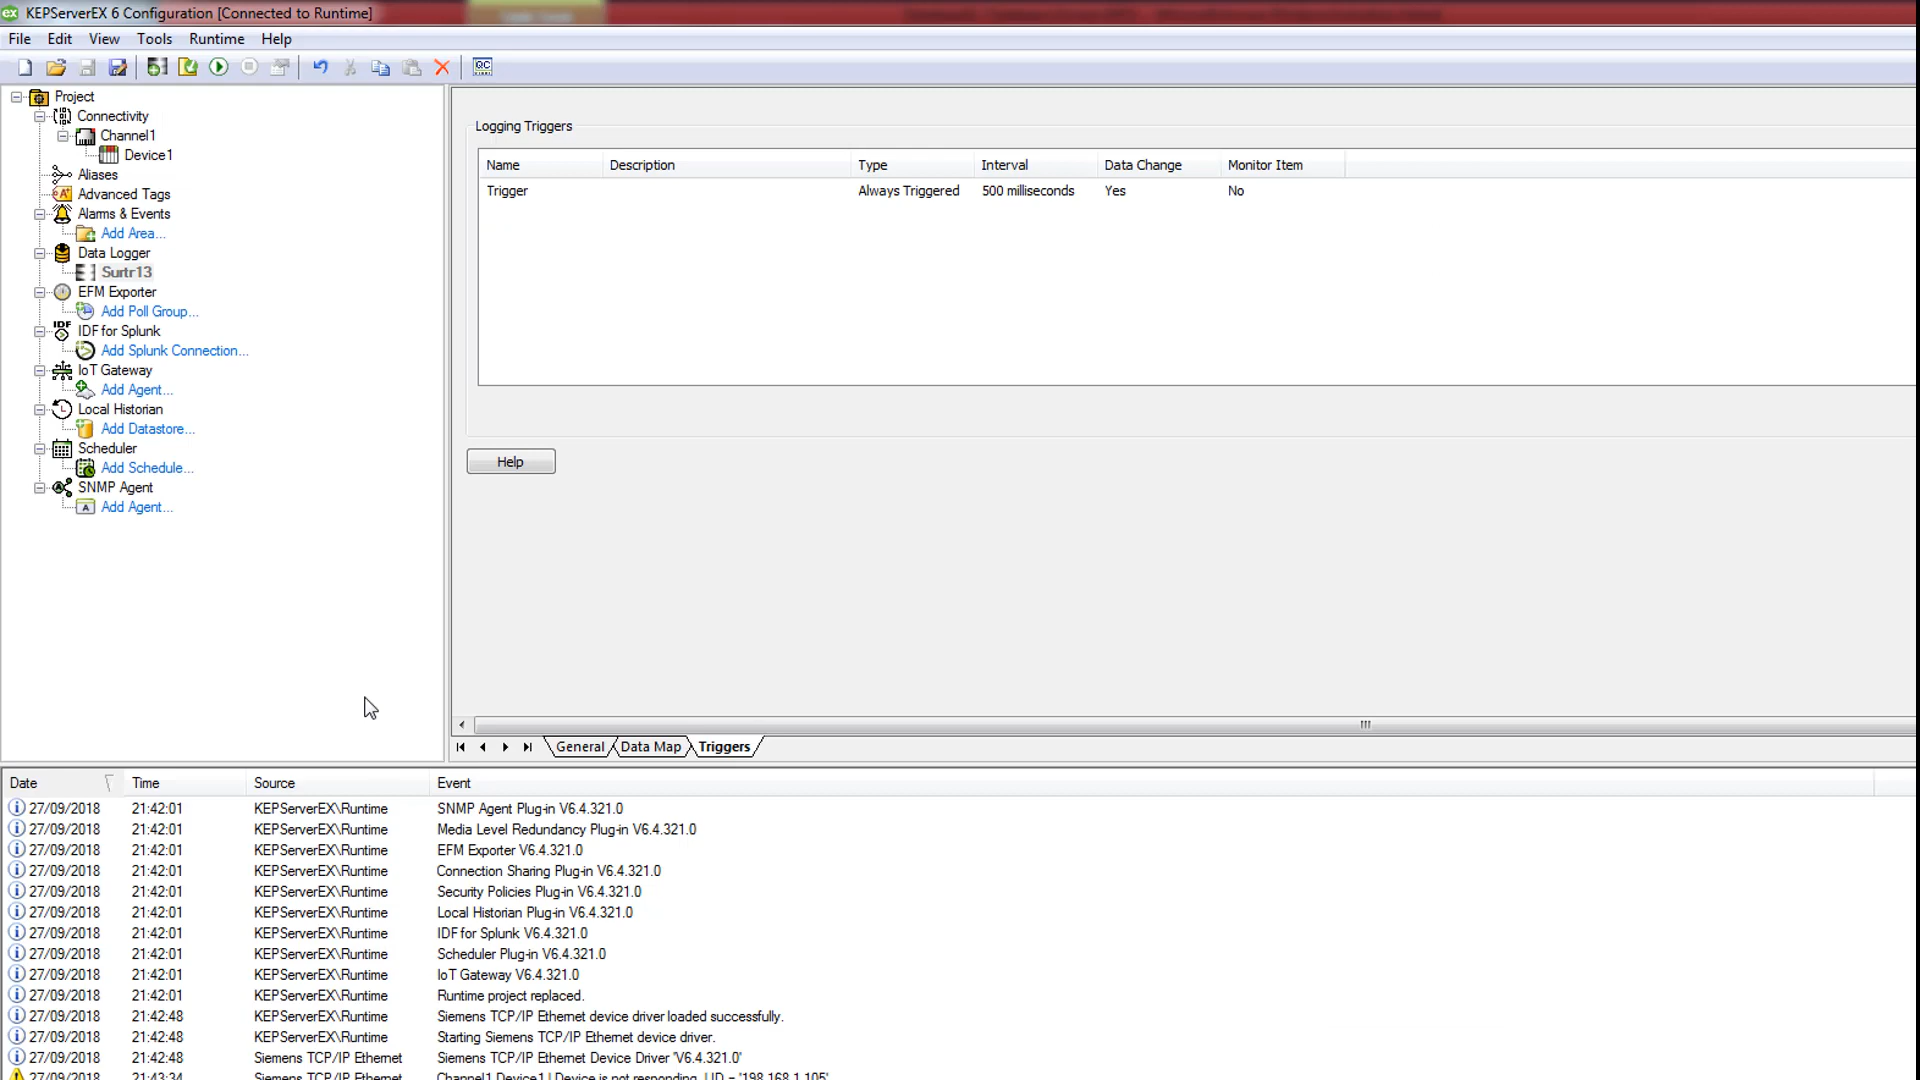 KEPServerEX 6 Configuration [Connected to Runtime]
File Edit View Tools Runtime Help
Project
Connectivity
Channel1
Device1
Aliases
Advanced Tags
Alarms & Events
Add Area...
Data Logger
Surtr13
EFM Exporter
Add Poll Group...
IDF for Splunk
Add Splunk Connection...
IoT Gateway
Add Agent...
Local Historian
Add Datastore...
Scheduler
Add Schedule...
SNMP Agent
Add Agent...
Logging Triggers
Name Description Type Interval Data Change Monitor Item
Trigger Always Triggered 500 milliseconds Yes No
Help
General Data Map Triggers
Date Time Source Event
27/09/2018 21:42:01 KEPServerEX\Runtime SNMP Agent Plug-in V6.4.321.0
27/09/2018 21:42:01 KEPServerEX\Runtime Media Level Redundancy Plug-in V6.4.321.0
27/09/2018 21:42:01 KEPServerEX\Runtime EFM Exporter V6.4.321.0
27/09/2018 21:42:01 KEPServerEX\Runtime Connection Sharing Plug-in V6.4.321.0
27/09/2018 21:42:01 KEPServerEX\Runtime Security Policies Plug-in V6.4.321.0
27/09/2018 21:42:01 KEPServerEX\Runtime Local Historian Plug-in V6.4.321.0
27/09/2018 21:42:01 KEPServerEX\Runtime IDF for Splunk V6.4.321.0
27/09/2018 21:42:01 KEPServerEX\Runtime Scheduler Plug-in V6.4.321.0
27/09/2018 21:42:01 KEPServerEX\Runtime IoT Gateway V6.4.321.0
27/09/2018 21:42:01 KEPServerEX\Runtime Runtime project replaced.
27/09/2018 21:42:48 KEPServerEX\Runtime Siemens TCP/IP Ethernet device driver loaded successfully.
27/09/2018 21:42:48 KEPServerEX\Runtime Starting Siemens TCP/IP Ethernet device driver.
27/09/2018 21:42:48 Siemens TCP/IP Ethernet Siemens TCP/IP Ethernet Device Driver 'V6.4.321.0'
27/09/2018 21:43:34 Siemens TCP/IP Ethernet Channel1.Device1 | Device is not responding. | ID = '198.168.1.105'